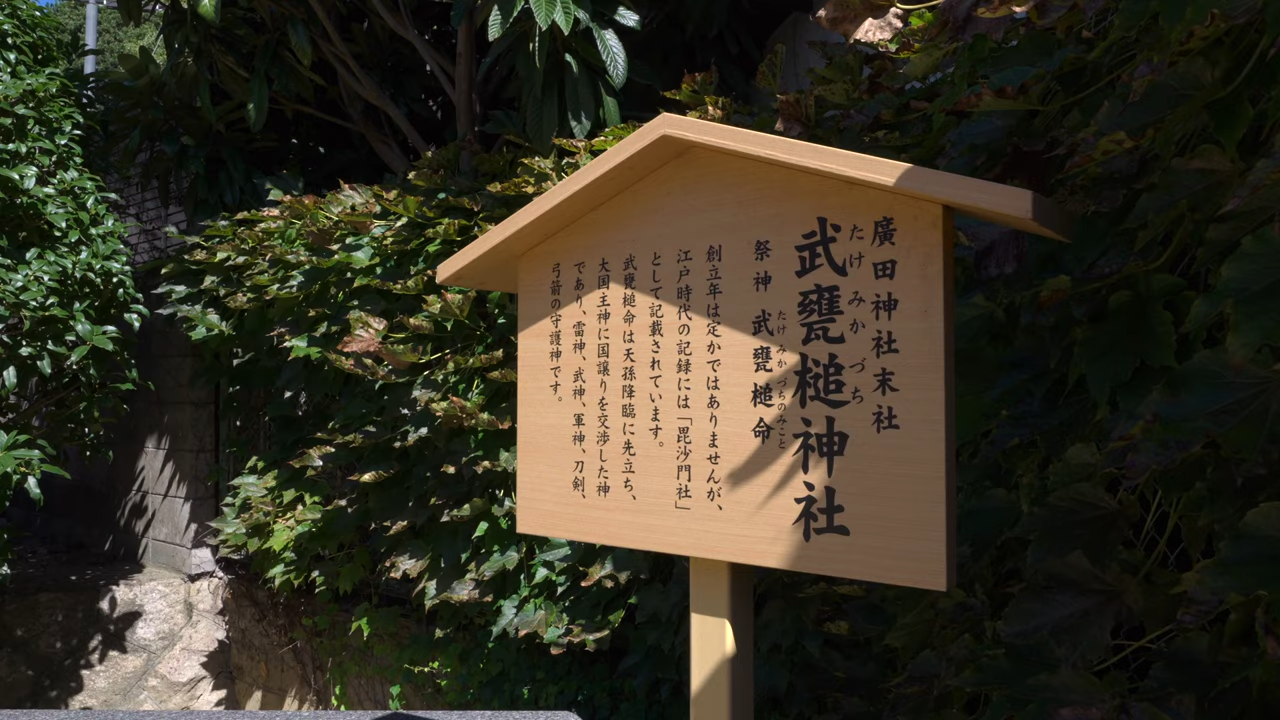 廣田神社末社
たけみかづち
武甕槌神社
たけみかづちのみこと
祭神 武甕槌命
創立年は定かではありませんが、
江戸時代の記録には「毘沙門社」
として記載されています。
武甕槌命は天孫降臨に先立ち、
大国主神に国譲りを交渉した神
であり、雷神、武神、軍神、刀剣、
弓箭の守護神です。